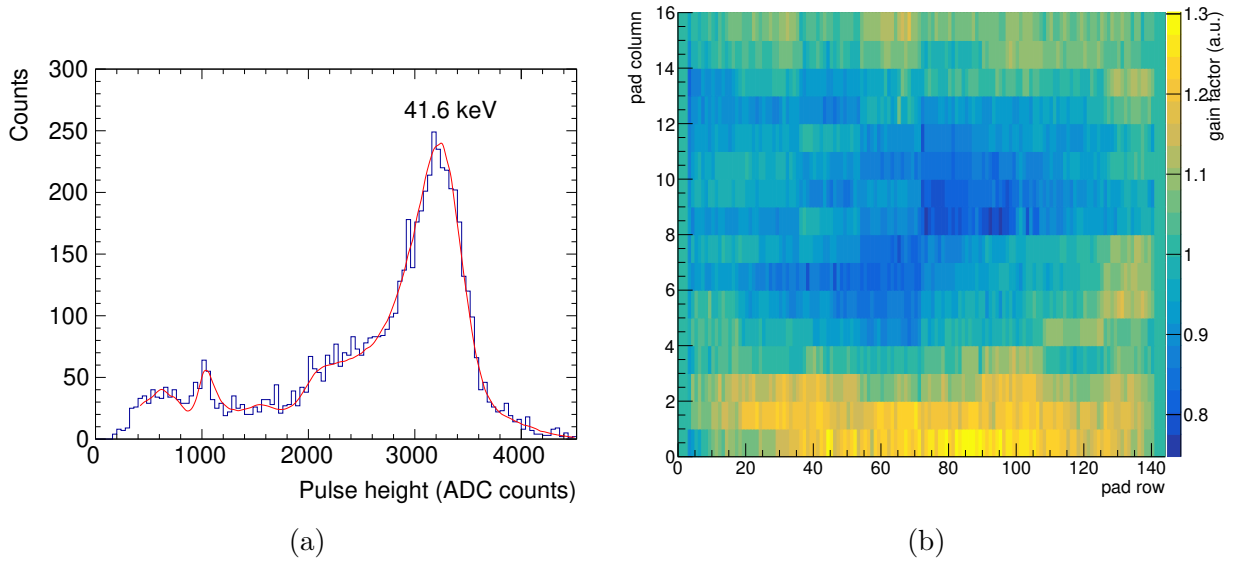 41.6 keV
Counts
300
250
200
150
100
50
0
0 1000 2000 3000 4000
Pulse height (ADC counts)
(a)
pad column
16
14
12
10
8
6
4
2
0
0 20 40 60 80 100 120 140
pad row
1.3
1.2
1.1
1
0.9
0.8
gain factor (a.u.)
(b)